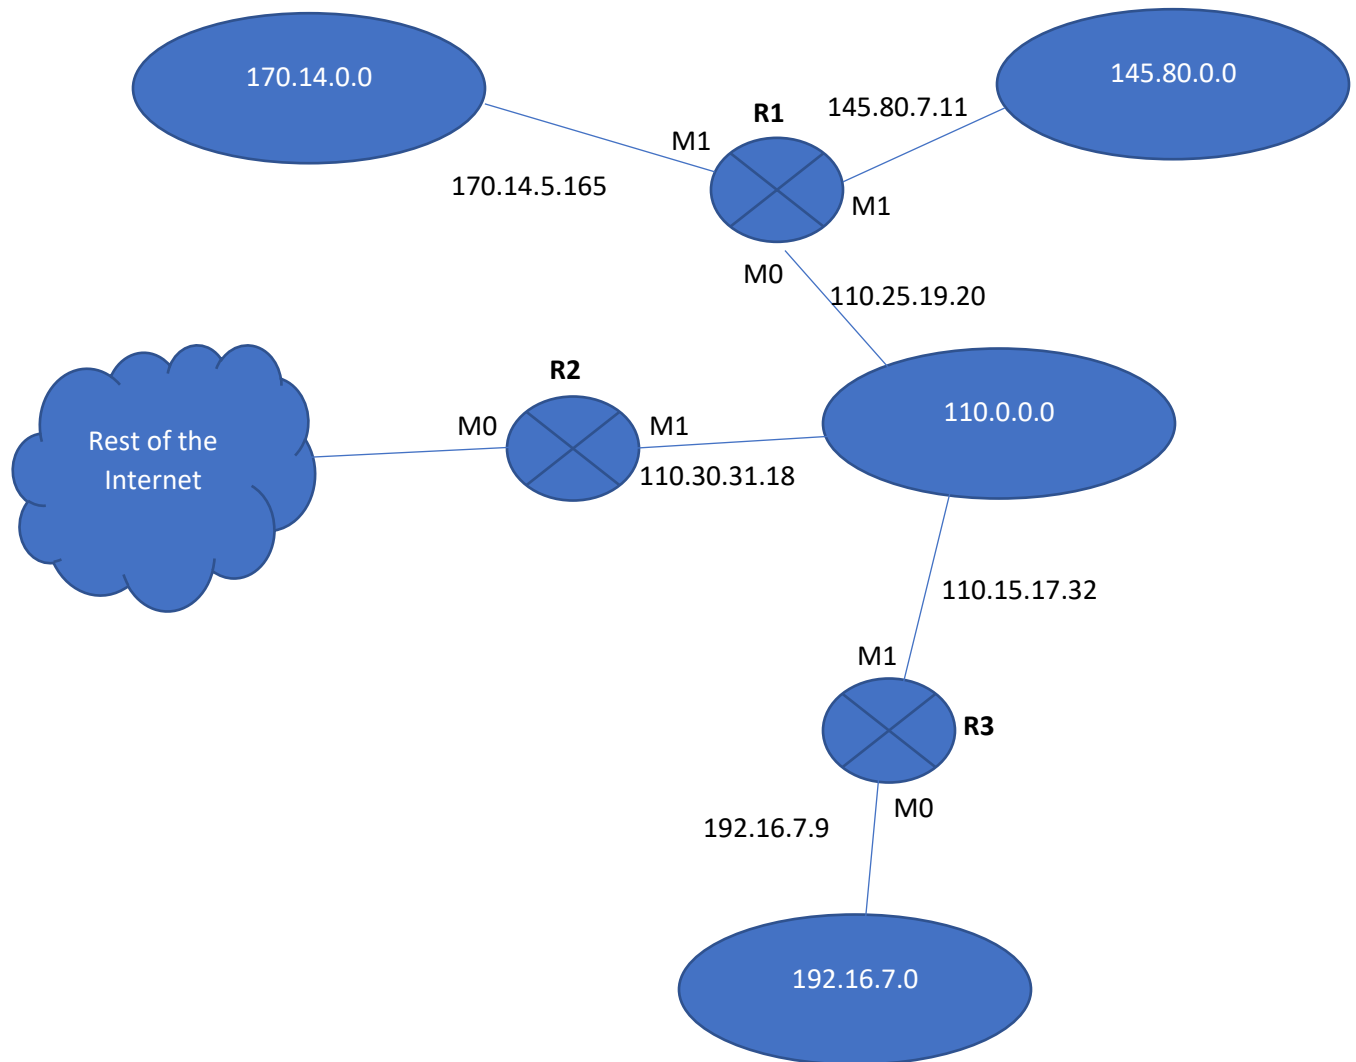 170.14.0.0
145.80.0.0
R1
145.80.7.11
M1
170.14.5.165
M1
M0
110.25.19.20
R2
110.0.0.0
Rest of the
Internet
M0
M1
110.30.31.18
110.15.17.32
M1
R3
M0
192.16.7.9
192.16.7.0